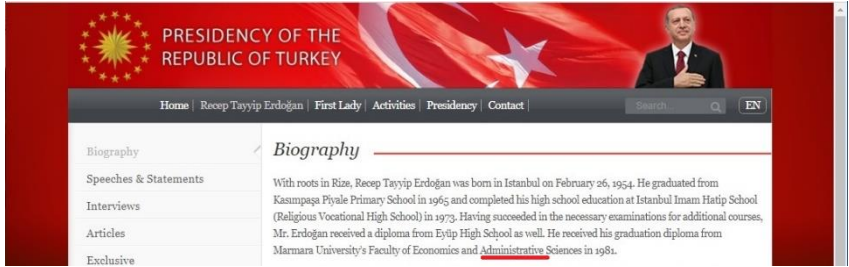 PRESIDENCY OF THE
REPUBLIC OF TURKEY
Home | Recep Tayyip Erdoğan | First Lady | Activities | Presidency | Contact |
Search...
EN
Biography
Speeches & Statements
Interviews
Articles
Exclusive
Biography
With roots in Rize, Recep Tayyip Erdoğan was born in Istanbul on February 26, 1954. He graduated from
Kasımpaşa Piyale Primary School in 1965 and completed his high school education at Istanbul Imam Hatip School
(Religious Vocational High School) in 1973. Having succeeded in the necessary examinations for additional courses,
Mr. Erdoğan received a diploma from Eyüp High School as well. He received his graduation diploma from
Marmara University's Faculty of Economics and Administrative Sciences in 1981.